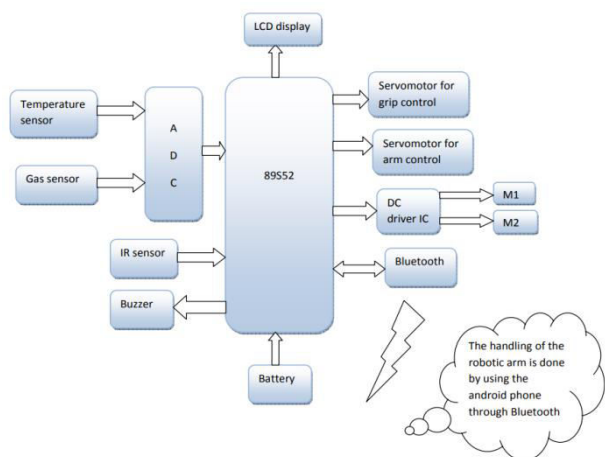 LCD display
Temperature
sensor
Gas sensor
A
D
C
89S52
Servomotor for
grip control
Servomotor for
arm control
DC
driver IC
M1
M2
IR sensor
Bluetooth
Buzzer
Battery
The handling of the
robotic arm is done
by using the
android phone
through Bluetooth